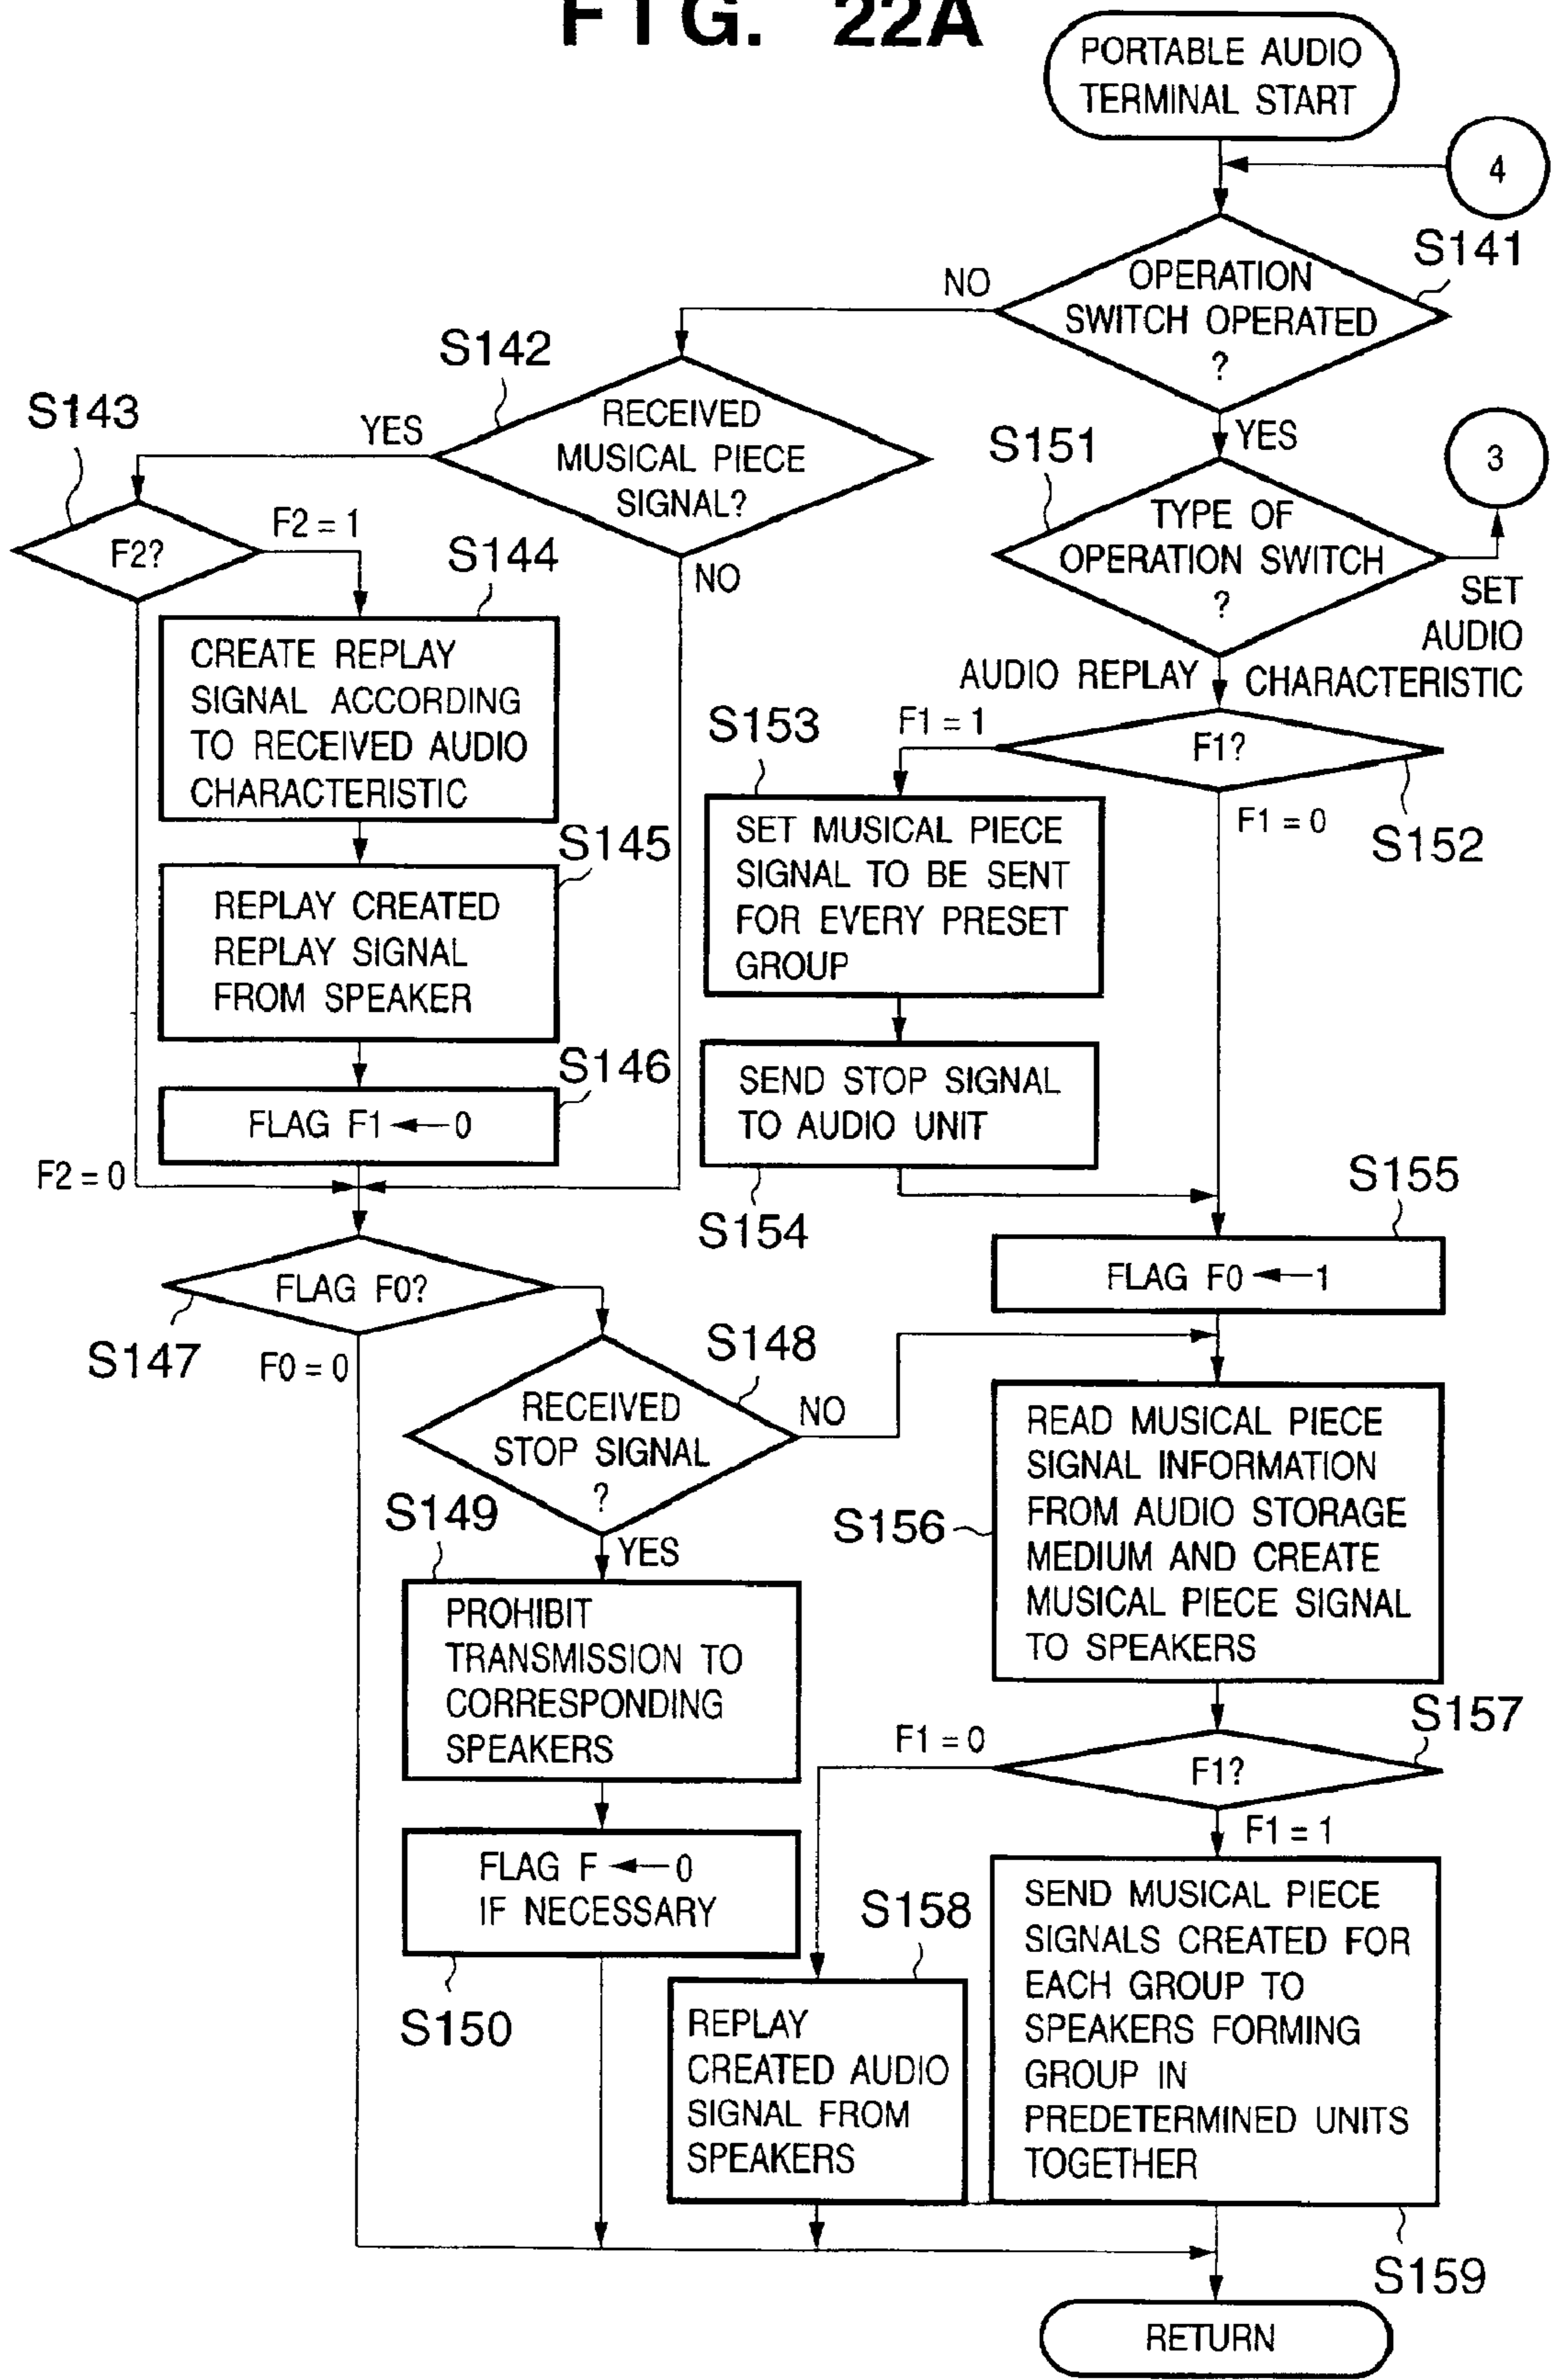 FIG. 22A
PORTABLE AUDIO
TERMINAL START
4
S141
OPERATION
SWITCH OPERATED
?
NO
S142
RECEIVED
MUSICAL PIECE
SIGNAL?
YES
S143
YES
S151
3
F2?
F2 = 1
S144
NO
TYPE OF
OPERATION SWITCH
?
SET
AUDIO
CHARACTERISTIC
AUDIO REPLAY
CREATE REPLAY
SIGNAL ACCORDING
TO RECEIVED AUDIO
CHARACTERISTIC
S153
F1 = 1
F1?
F1 = 0
S152
S145
SET MUSICAL PIECE
SIGNAL TO BE SENT
FOR EVERY PRESET
GROUP
REPLAY CREATED
REPLAY SIGNAL
FROM SPEAKER
S146
SEND STOP SIGNAL
TO AUDIO UNIT
FLAG F1 ← 0
F2 = 0
S154
S155
FLAG F0 ← 1
FLAG F0?
S147
F0 = 0
S148
RECEIVED
STOP SIGNAL
?
NO
READ MUSICAL PIECE
SIGNAL INFORMATION
FROM AUDIO STORAGE
MEDIUM AND CREATE
MUSICAL PIECE SIGNAL
TO SPEAKERS
S156
S149
YES
PROHIBIT
TRANSMISSION TO
CORRESPONDING
SPEAKERS
S157
F1 = 0
F1?
F1 = 1
FLAG F ← 0
IF NECESSARY
S150
S158
REPLAY
CREATED AUDIO
SIGNAL FROM
SPEAKERS
SEND MUSICAL PIECE
SIGNALS CREATED FOR
EACH GROUP TO
SPEAKERS FORMING
GROUP IN
PREDETERMINED UNITS
TOGETHER
S159
RETURN